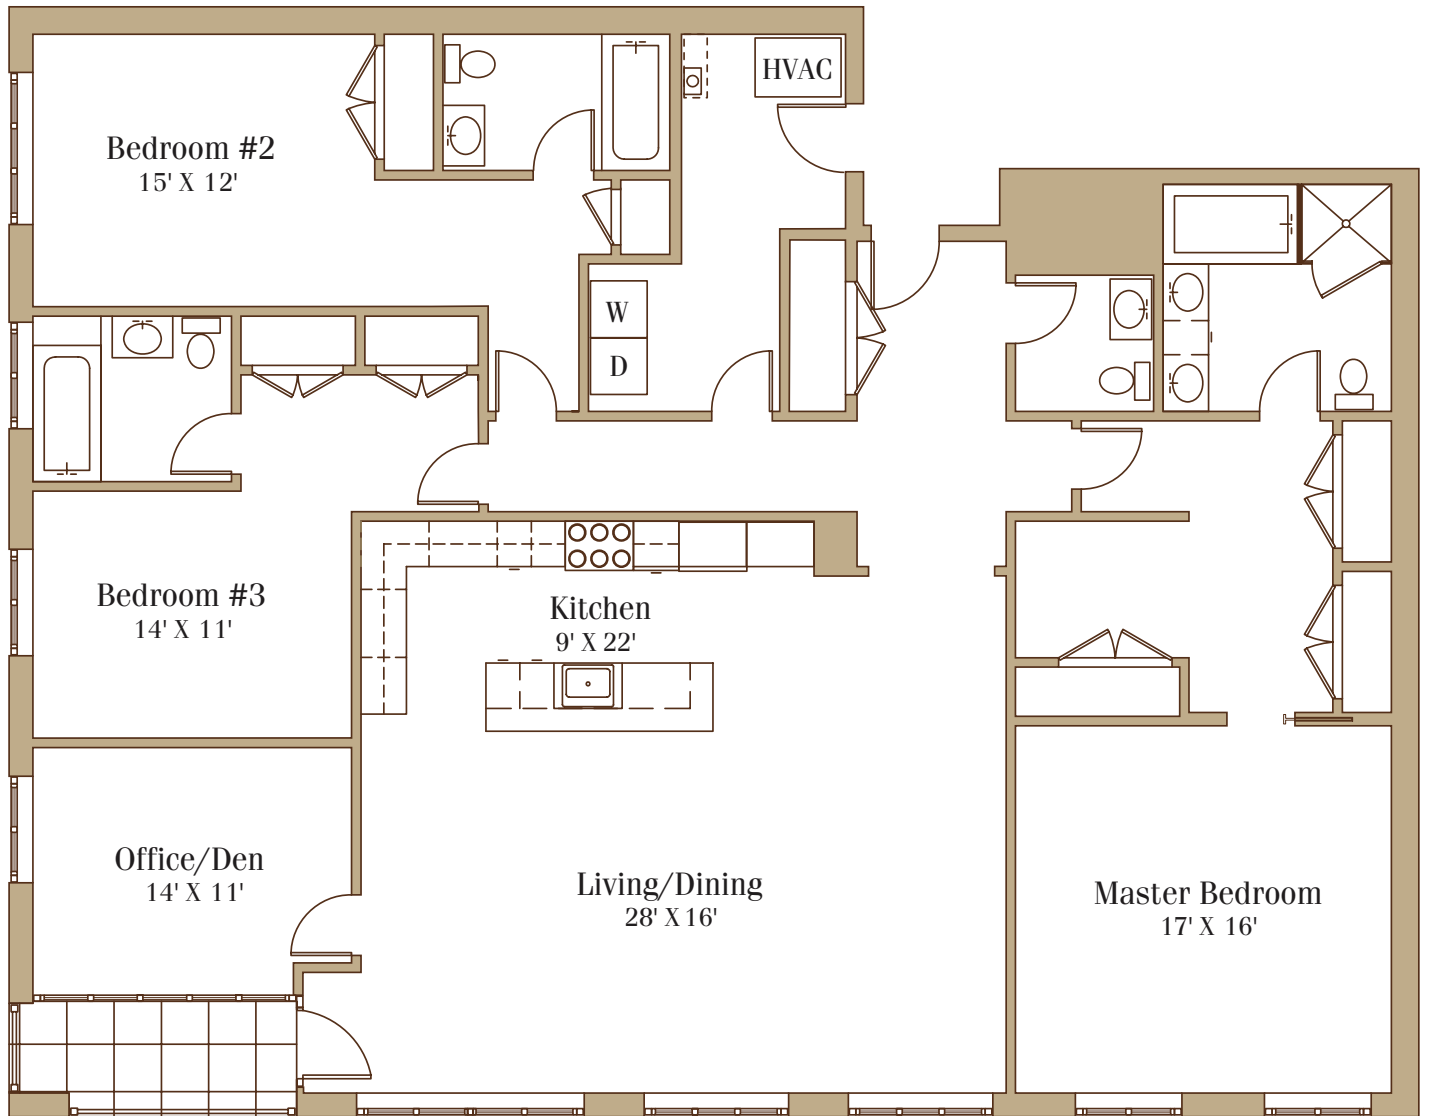 HVAC
Bedroom #2
15' X 12'
W
D
Bedroom #3
14' X 11'
Kitchen
9' X 22'
Office/Den
14' X 11'
Living/Dining
28' X 16'
Master Bedroom
17' X 16'